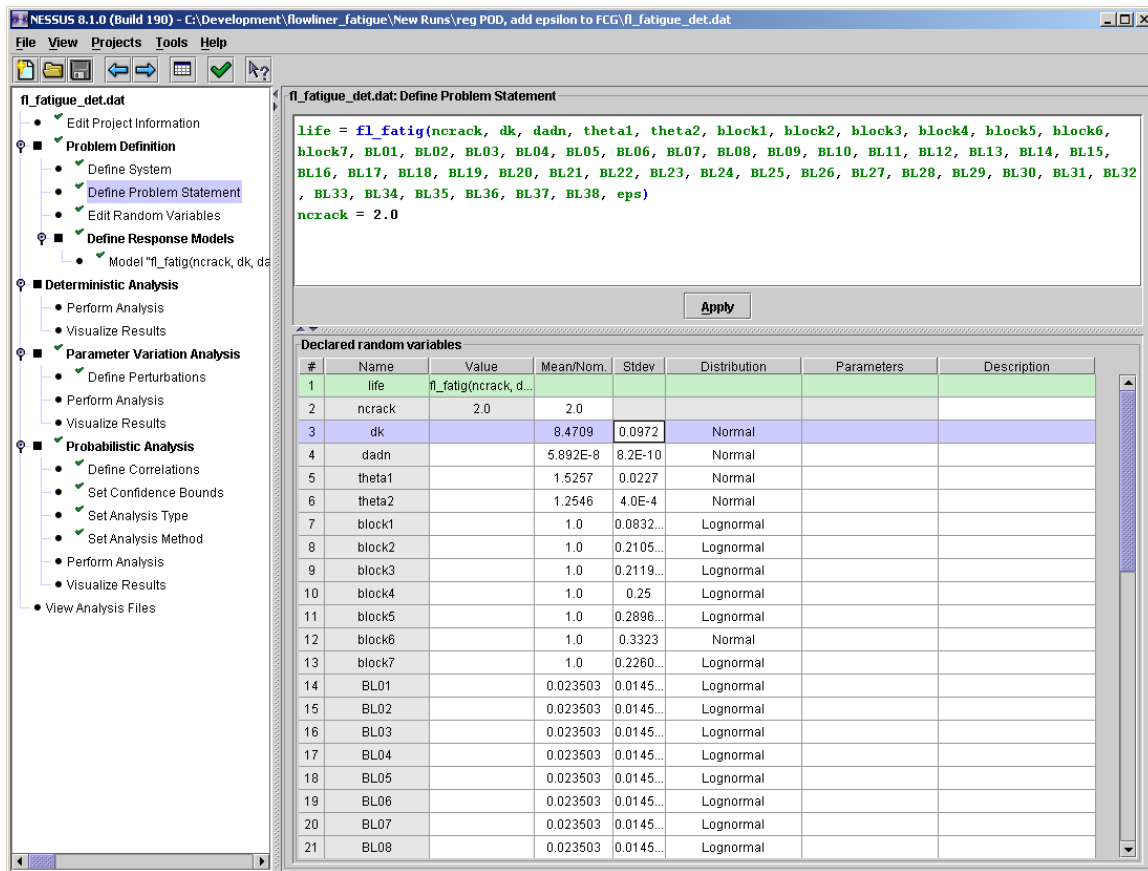 NESSUS 8.1.0 (Build 190) - C:\Development\flowliner_fatigue\New Runs\reg POD, add epsilon to FCG\fl_fatigue_det.dat
File View Projects Tools Help
fl_fatigue_det.dat
Edit Project Information
Problem Definition
Define System
Define Problem Statement
Edit Random Variables
Define Response Models
Model "fl_fatig(ncrack, dk, da
Deterministic Analysis
Perform Analysis
Visualize Results
Parameter Variation Analysis
Define Perturbations
Perform Analysis
Visualize Results
Probabilistic Analysis
Define Correlations
Set Confidence Bounds
Set Analysis Type
Set Analysis Method
Perform Analysis
Visualize Results
View Analysis Files
fl_fatigue_det.dat: Define Problem Statement
life = fl_fatig(ncrack, dk, dadn, theta1, theta2, block1, block2, block3, block4, block5, block6,
block7, BL01, BL02, BL03, BL04, BL05, BL06, BL07, BL08, BL09, BL10, BL11, BL12, BL13, BL14, BL15,
BL16, BL17, BL18, BL19, BL20, BL21, BL22, BL23, BL24, BL25, BL26, BL27, BL28, BL29, BL30, BL31, BL32
, BL33, BL34, BL35, BL36, BL37, BL38, eps)
ncrack = 2.0
Apply
Declared random variables
# Name Value Mean/Nom. Stdev Distribution Parameters Description
1 life fl_fatig(ncrack, d...
2 ncrack 2.0 2.0
3 dk 8.4709 0.0972 Normal
4 dadn 5.892E-8 8.2E-10 Normal
5 theta1 1.5257 0.0227 Normal
6 theta2 1.2546 4.0E-4 Normal
7 block1 1.0 0.0832... Lognormal
8 block2 1.0 0.2105... Lognormal
9 block3 1.0 0.2119... Lognormal
10 block4 1.0 0.25 Lognormal
11 block5 1.0 0.2896... Lognormal
12 block6 1.0 0.3323 Normal
13 block7 1.0 0.2260... Lognormal
14 BL01 0.023503 0.0145... Lognormal
15 BL02 0.023503 0.0145... Lognormal
16 BL03 0.023503 0.0145... Lognormal
17 BL04 0.023503 0.0145... Lognormal
18 BL05 0.023503 0.0145... Lognormal
19 BL06 0.023503 0.0145... Lognormal
20 BL07 0.023503 0.0145... Lognormal
21 BL08 0.023503 0.0145... Lognormal